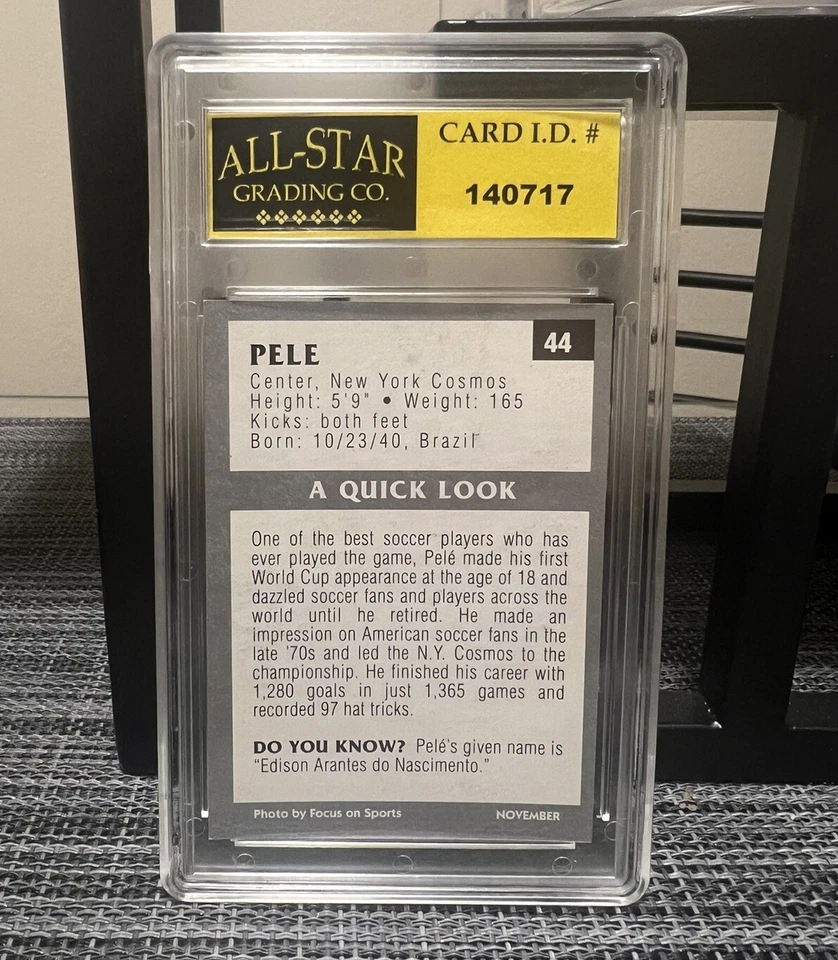 ALL-STAR
GRADING CO.
CARD I.D. #
140717
PELE
44
Center, New York Cosmos
Height: 5'9" • Weight: 165
Kicks: both feet
Born: 10/23/40, Brazil
A QUICK LOOK
One of the best soccer players who has
ever played the game, Pelé made his first
World Cup appearance at the age of 18 and
dazzled soccer fans and players across the
world until he retired. He made an
impression on American soccer fans in the
late '70s and led the N.Y. Cosmos to the
championship. He finished his career with
1,280 goals in just 1,365 games and
recorded 97 hat tricks.
DO YOU KNOW? Pelé's given name is
"Edison Arantes do Nascimento."
Photo by Focus on Sports
NOVEMBER